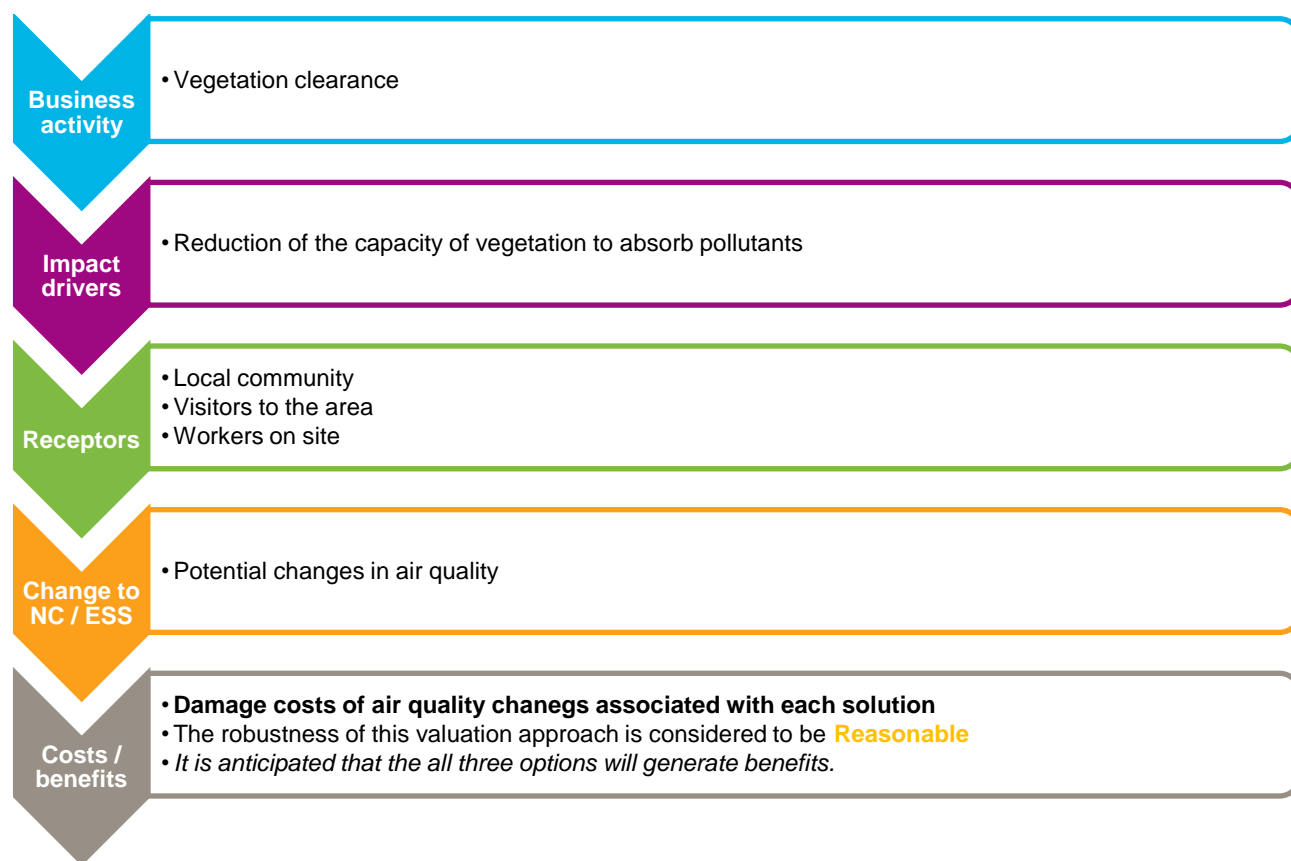 Business
activity
• Vegetation clearance
Impact
drivers
• Reduction of the capacity of vegetation to absorb pollutants
Receptors
• Local community
• Visitors to the area
• Workers on site
Change to
NC / ESS
• Potential changes in air quality
Costs /
benefits
• Damage costs of air quality chanegs associated with each solution
• The robustness of this valuation approach is considered to be Reasonable
• It is anticipated that the all three options will generate benefits.